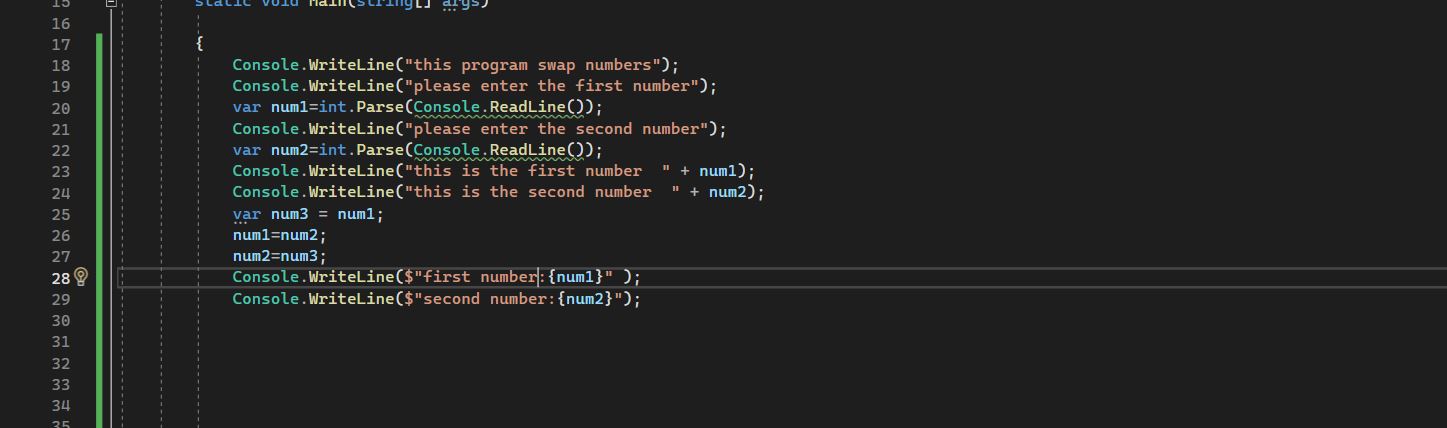 15 static void Main(string[] args)
16
17 {
18 Console.WriteLine("this program swap numbers");
19 Console.WriteLine("please enter the first number");
20 var num1=int.Parse(Console.ReadLine());
21 Console.WriteLine("please enter the second number");
22 var num2=int.Parse(Console.ReadLine());
23 Console.WriteLine("this is the first number  " + num1);
24 Console.WriteLine("this is the second number  " + num2);
25 var num3 = num1;
26 num1=num2;
27 num2=num3;
28 Console.WriteLine($"first number:{num1}" );
29 Console.WriteLine($"second number:{num2}");
30
31
32
33
34
35